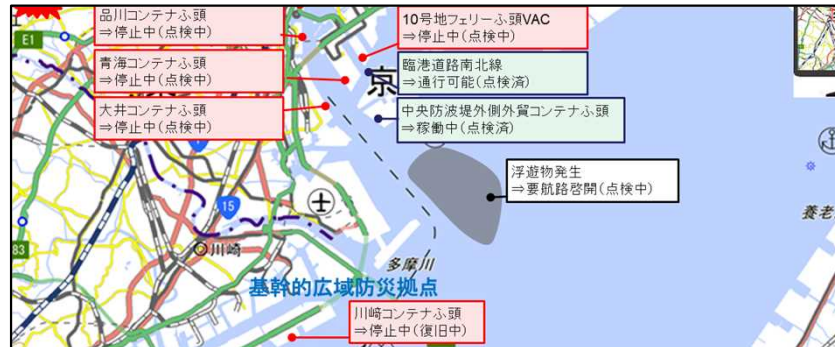 品川コンテナふ頭
⇒停止中(点検中)
10号地フェリーふ頭VAC
⇒停止中(点検中)
E1
青海コンテナふ頭
⇒停止中(点検中)
京
臨港道路南北線
⇒通行可能(点検済)
大井コンテナふ頭
⇒停止中(点検中)
中央防波堤外側外貿コンテナふ頭
⇒稼働中(点検済)
浮遊物発生
⇒要航路啓開(点検中)
15
養老
83
川崎
多摩川
基幹的広域防災拠点
川﨑コンテナふ頭
⇒停止中(復旧中)